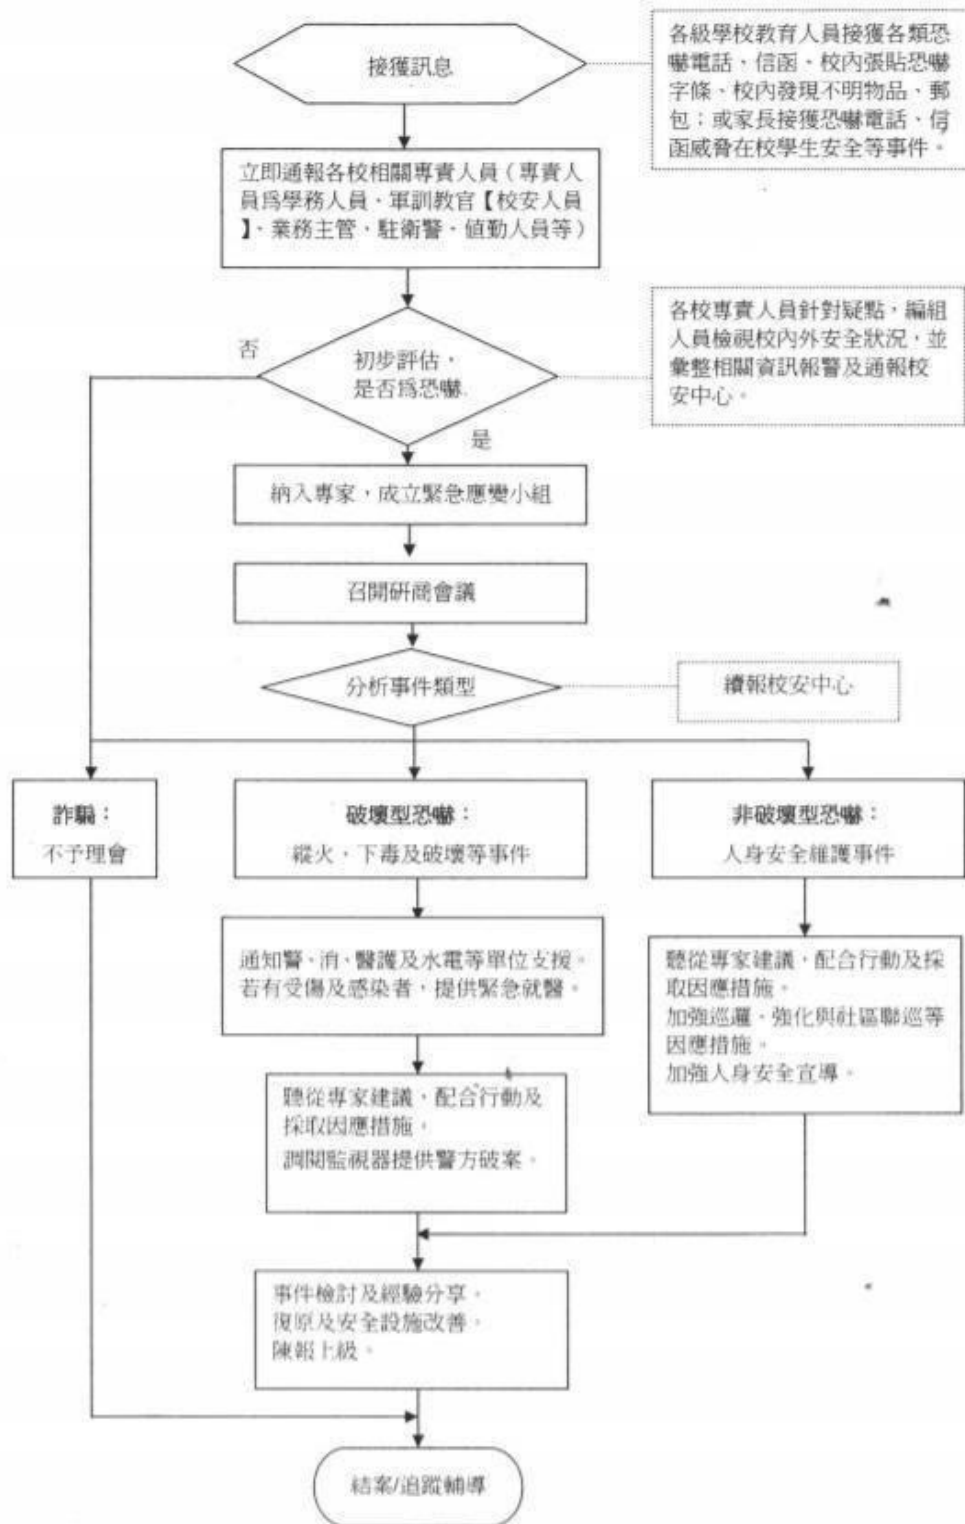 接獲訊息
各級學校教育人員接獲各類恐
嚇電話、信函、校內張貼恐嚇
字條、校內發現不明物品、郵
包；或家長接獲恐嚇電話、信
函威脅在校學生安全等事件。
立即通報各校相關專責人員（專責人
員為學務人員、軍訓教官【校安人員
】、業務主管、駐衛警、值勤人員等）
初步評估，
是否為恐嚇
否
是
各校專責人員針對疑點，編組
人員檢視校內外安全狀況，並
彙整相關資訊報警及通報校
安中心。
納入專家，成立緊急應變小組
召開研商會議
分析事件類型
續報校安中心
詐騙：
不予理會
破壞型恐嚇：
縱火、下毒及破壞等事件
非破壞型恐嚇：
人身安全維護事件
通知警、消、醫護及水電等單位支援。
若有受傷及感染者，提供緊急就醫。
聽從專家建議，配合行動及採
取因應措施。
加強巡邏、強化與社區聯巡等
因應措施。
加強人身安全宣導。
聽從專家建議，配合行動及
採取因應措施。
調閱監視器提供警方破案。
事件檢討及經驗分享。
復原及安全設施改善。
陳報上級。
結案/追蹤輔導